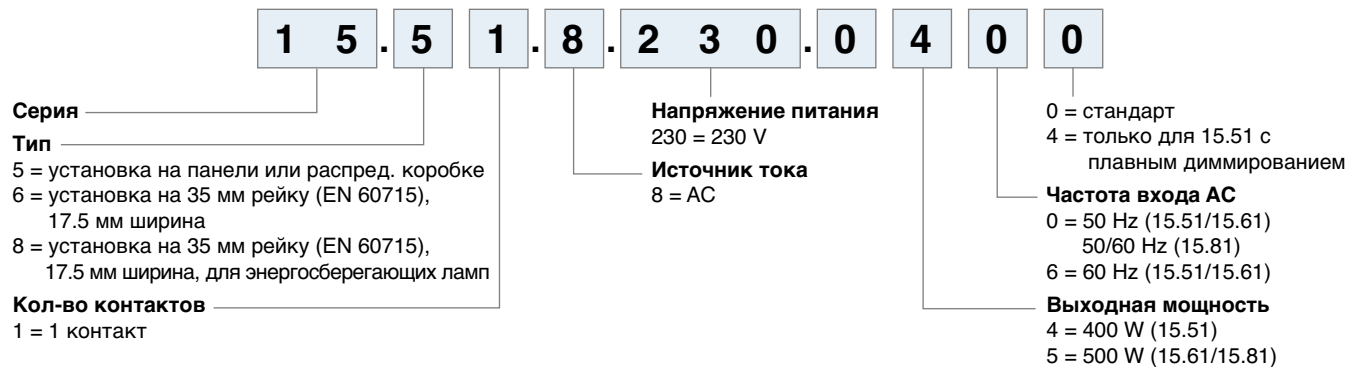 1 5 . 5 1 . 8 . 2 3 0 . 0 4 0 0
Серия
Тип
5 = установка на панели или распред. коробке
6 = установка на 35 мм рейку (EN 60715),
17.5 мм ширина
8 = установка на 35 мм рейку (EN 60715),
17.5 мм ширина, для энергосберегающих ламп
Кол-во контактов
1 = 1 контакт
Напряжение питания
230 = 230 V
Источник тока
8 = AC
0 = стандарт
4 = только для 15.51 с
плавным диммированием
Частота входа AC
0 = 50 Hz (15.51/15.61)
50/60 Hz (15.81)
6 = 60 Hz (15.51/15.61)
Выходная мощность
4 = 400 W (15.51)
5 = 500 W (15.61/15.81)